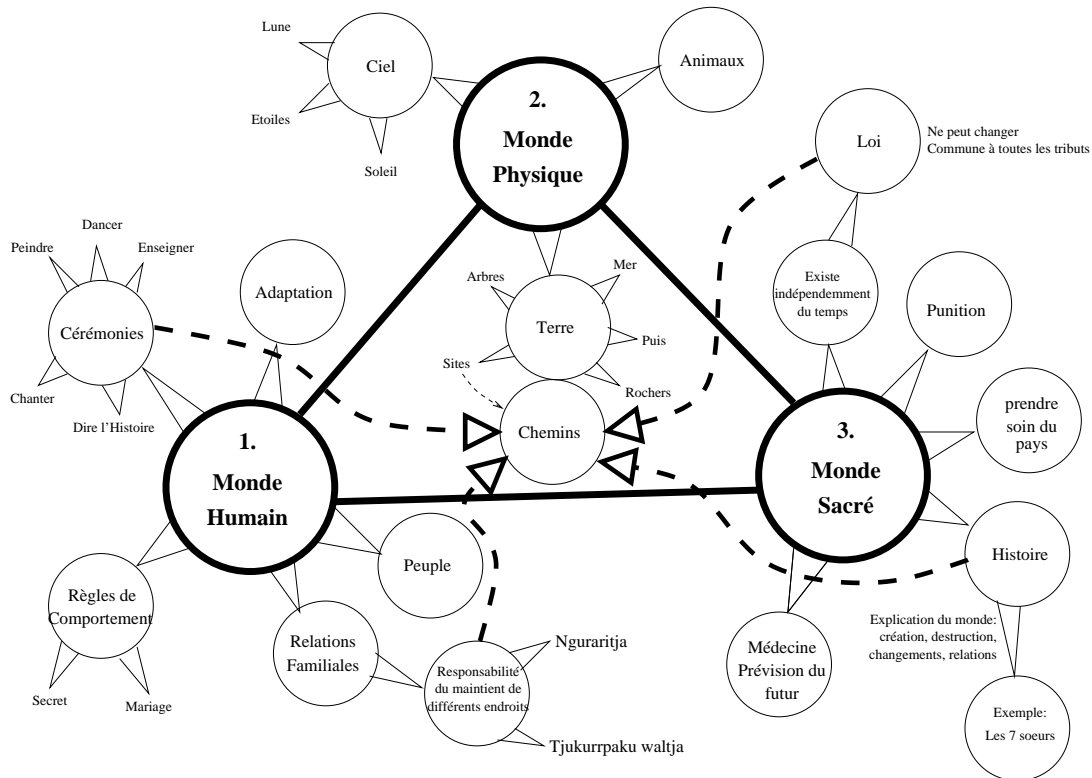 Lune
Ciel
Etoiles
Soleil
2.
Monde
Physique
Animaux
Loi
Ne peut changer
Commune à toutes les tributs
Dancer
Peindre
Enseigner
Cérémonies
Chanter
Dire l'Histoire
Adaptation
Arbres
Mer
Terre
Puis
Sites
Rochers
Chemins
Existe
indépendemment
du temps
Punition
prendre
soin du
pays
1.
Monde
Humain
3.
Monde
Sacré
Histoire
Règles de
Comportement
Secret
Mariage
Relations
Familiales
Peuple
Responsabilité
du maintient de
différents endroits
Nguraritja
Tjukurrpaku waltja
Médecine
Prévision du
futur
Explication du monde:
création, destruction,
changements, relations
Exemple:
Les 7 soeurs